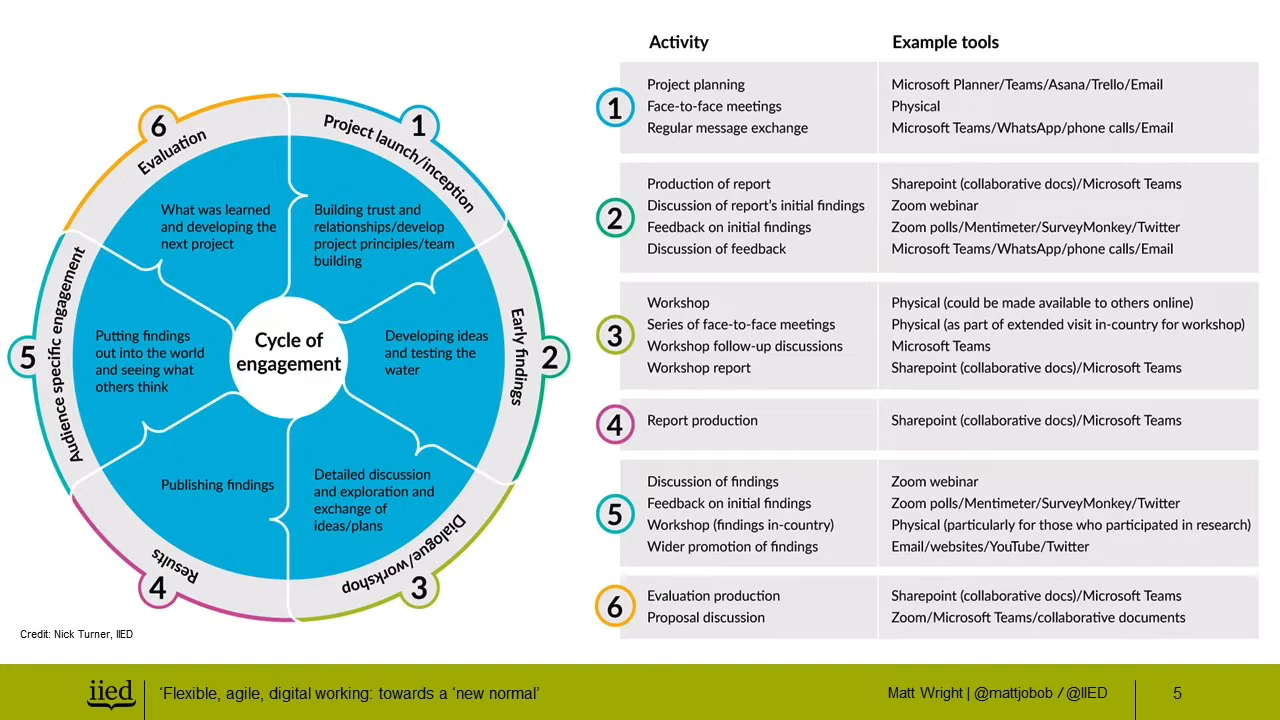 Activity
Example tools
1
Project planning
Microsoft Planner/Teams/Asana/Trello/Email
Face-to-face meetings
Physical
Regular message exchange
Microsoft Teams/WhatsApp/phone calls/Email
2
Production of report
Sharepoint (collaborative docs)/Microsoft Teams
Discussion of report's initial findings
Zoom webinar
Feedback on initial findings
Zoom polls/Mentimeter/SurveyMonkey/Twitter
Discussion of feedback
Microsoft Teams/WhatsApp/phone calls/Email
3
Workshop
Physical (could be made available to others online)
Series of face-to-face meetings
Physical (as part of extended visit in-country for workshop)
Workshop follow-up discussions
Microsoft Teams
Workshop report
Sharepoint (collaborative docs)/Microsoft Teams
4
Report production
Sharepoint (collaborative docs)/Microsoft Teams
5
Discussion of findings
Zoom webinar
Feedback on initial findings
Zoom polls/Mentimeter/SurveyMonkey/Twitter
Workshop (findings in-country)
Physical (particularly for those who participated in research)
Wider promotion of findings
Email/websites/YouTube/Twitter
6
Evaluation production
Sharepoint (collaborative docs)/Microsoft Teams
Proposal discussion
Zoom/Microsoft Teams/collaborative documents
Cycle of
engagement
1
Project launch/inception
Building trust and
relationships/develop
project principles/team
building
2
Early findings
Developing ideas
and testing the
water
3
Dialogue/workshop
Detailed discussion
and exploration and
exchange of
ideas/plans
4
Results
Publishing findings
5
Audience specific engagement
Putting findings
out into the world
and seeing what
others think
6
Evaluation
What was learned
and developing the
next project
Credit: Nick Turner, IIED
iied
'Flexible, agile, digital working: towards a 'new normal'
Matt Wright | @mattjobob / @IIED
5